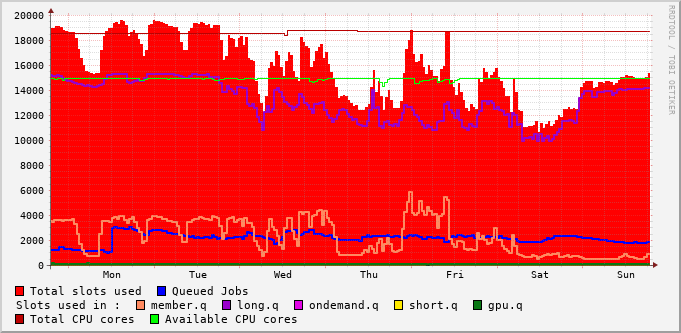 20000
18000
16000
14000
12000
10000
8000
6000
4000
2000
0
Mon Tue Wed Thu Fri Sat Sun
RRDTOOL / TOBI OETIKER
Total slots used Queued Jobs
Slots used in : member.q long.q ondemand.q short.q gpu.q
Total CPU cores Available CPU cores